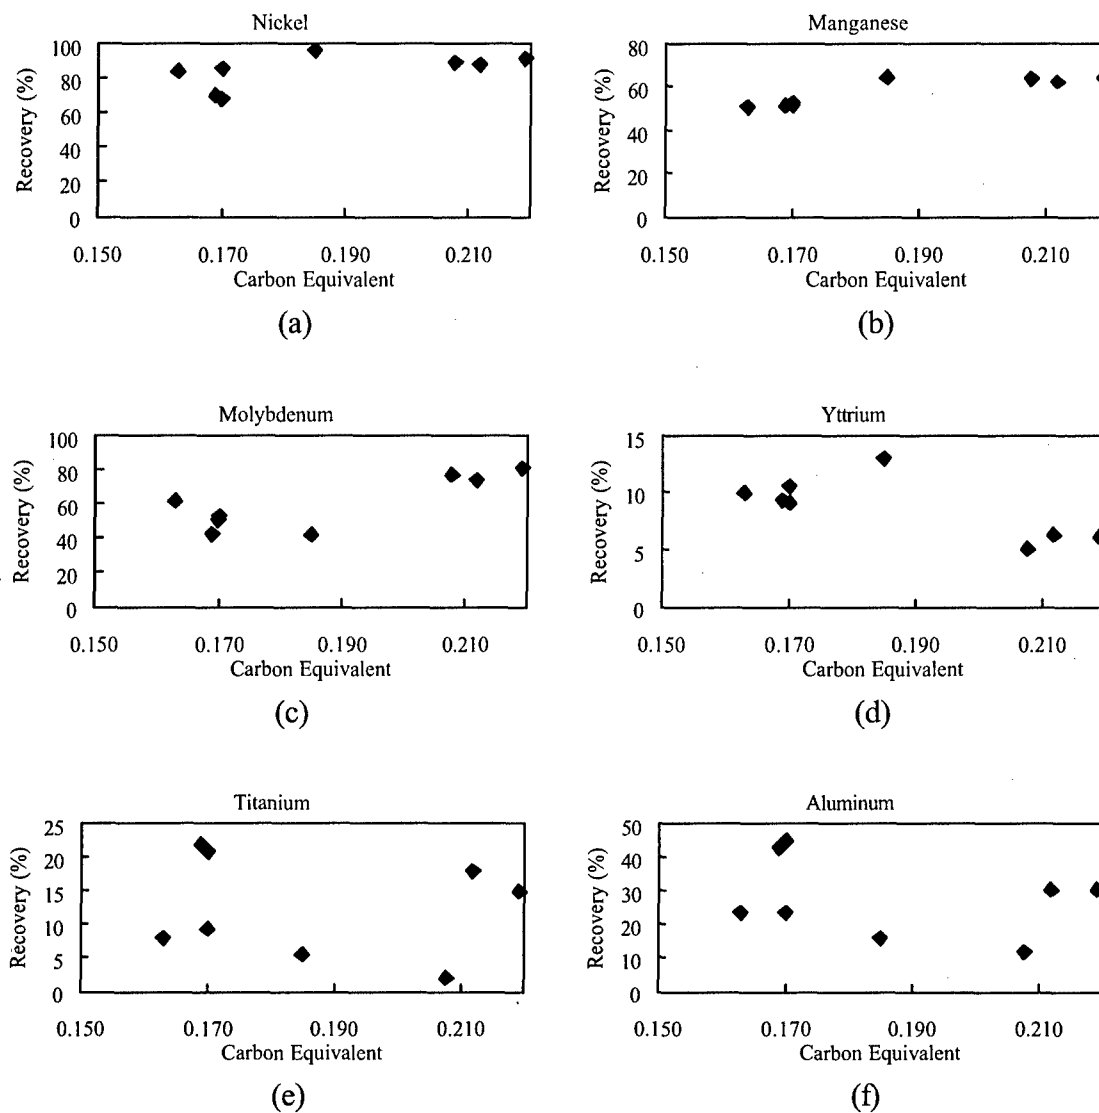 Nickel
Recovery (%)
100
80
60
40
20
0
0.150 0.170 0.190 0.210
Carbon Equivalent
(a)
Manganese
Recovery (%)
80
60
40
20
0
0.150 0.170 0.190 0.210
Carbon Equivalent
(b)
Molybdenum
Recovery (%)
100
80
60
40
20
0
0.150 0.170 0.190 0.210
Carbon Equivalent
(c)
Yttrium
Recovery (%)
15
10
5
0
0.150 0.170 0.190 0.210
Carbon Equivalent
(d)
Titanium
Recovery (%)
25
20
15
10
5
0
0.150 0.170 0.190 0.210
Carbon Equivalent
(e)
Aluminum
Recovery (%)
50
40
30
20
10
0
0.150 0.170 0.190 0.210
Carbon Equivalent
(f)